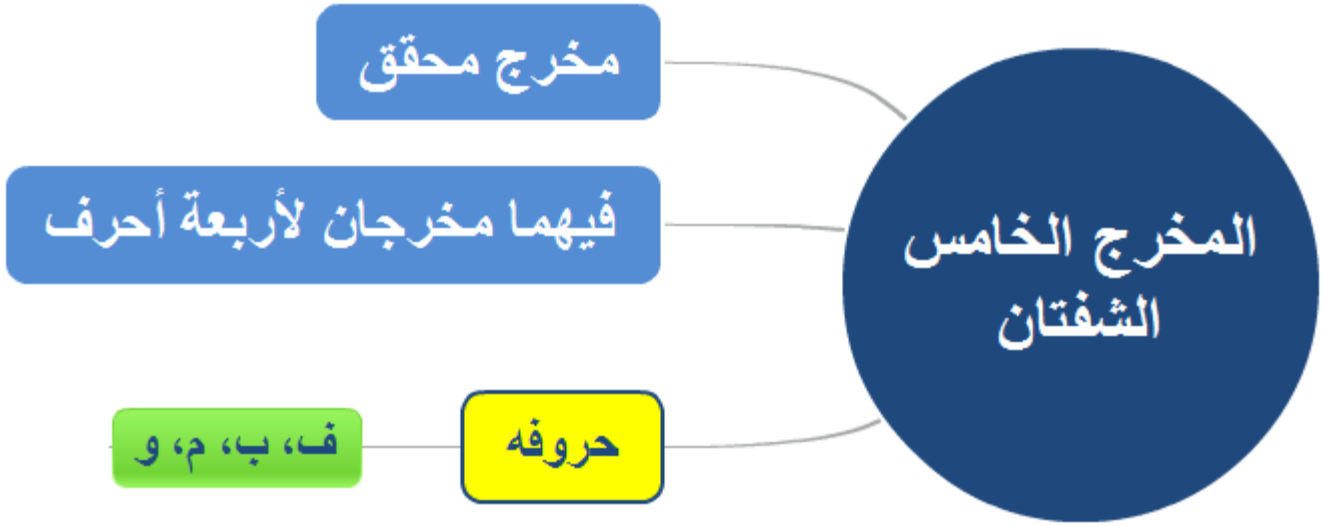 المخرج الخامس
الشفتان
مخرج محقق
فيهما مخرجان لأربعة أحرف
حروفه
ف، ب، م، و